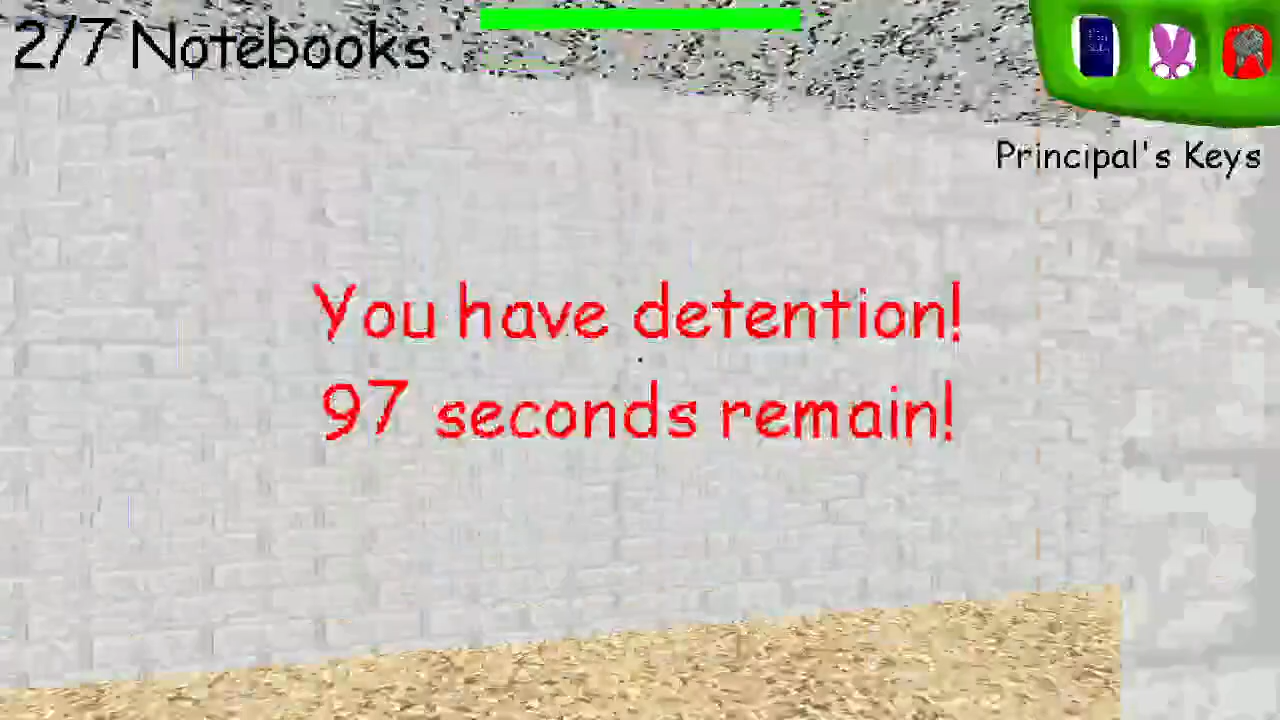 2/7 Notebooks
Principal's Keys
You have detention!
97 seconds remain!